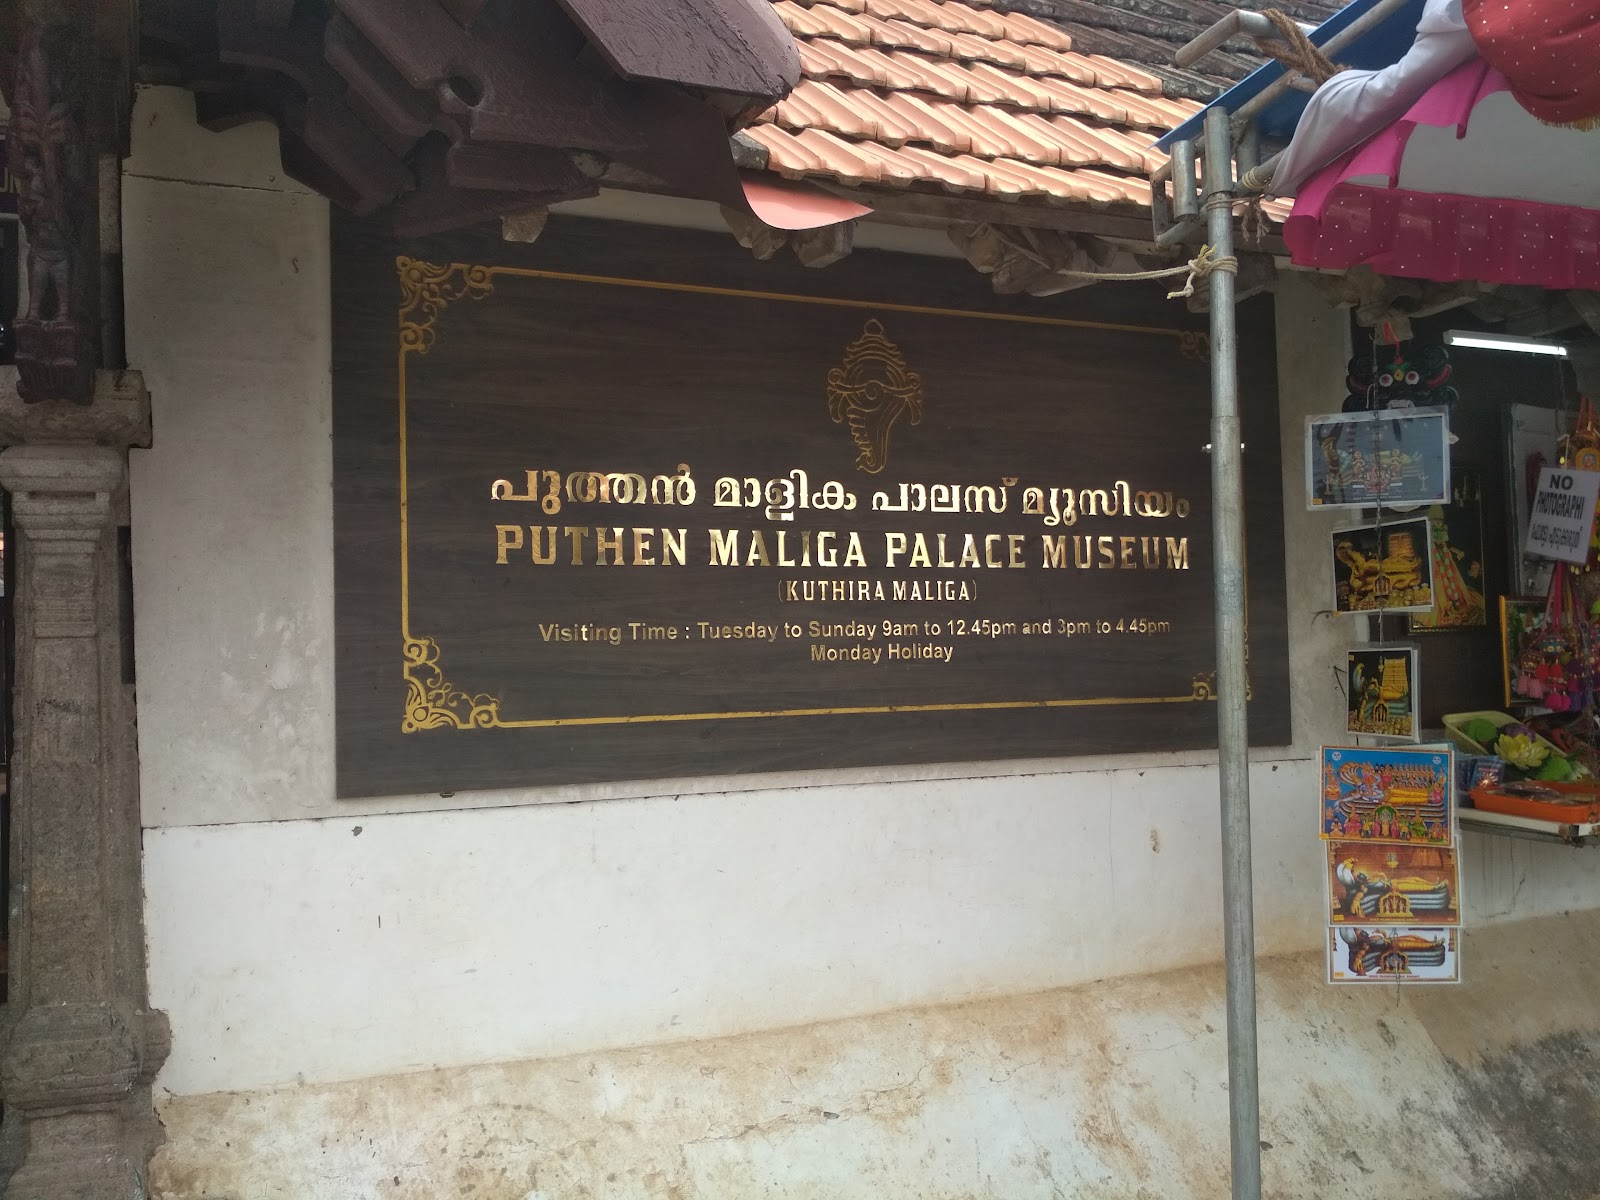 പുത്തൻ മാളിക പാലസ് മ്യൂസിയം
PUTHEN MALIGA PALACE MUSEUM
(KUTHIRA MALIGA)
Visiting Time : Tuesday to Sunday 9am to 12.45pm and 3pm to 4.45pm
Monday Holiday
NO
PHOTOGRAPHI